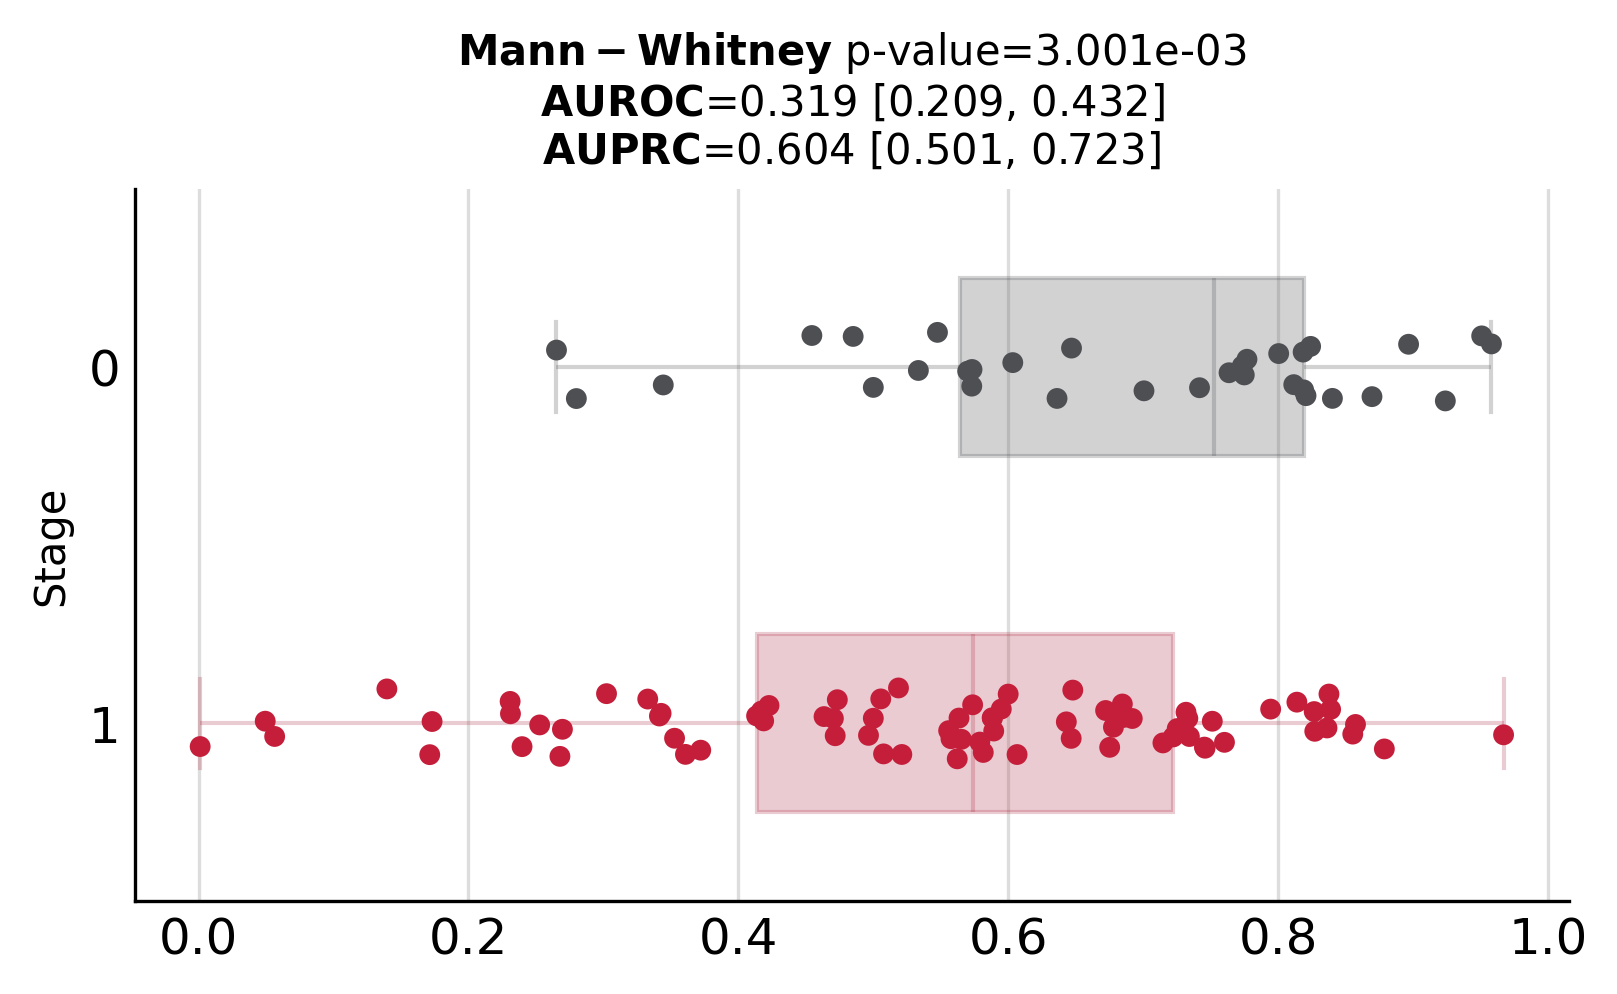 Mann – Whitney p-value=3.001e-03
AUROC=0.319 [0.209, 0.432]
AUPRC=0.604 [0.501, 0.723]
0
Stage
1
0.0 0.2 0.4 0.6 0.8 1.0